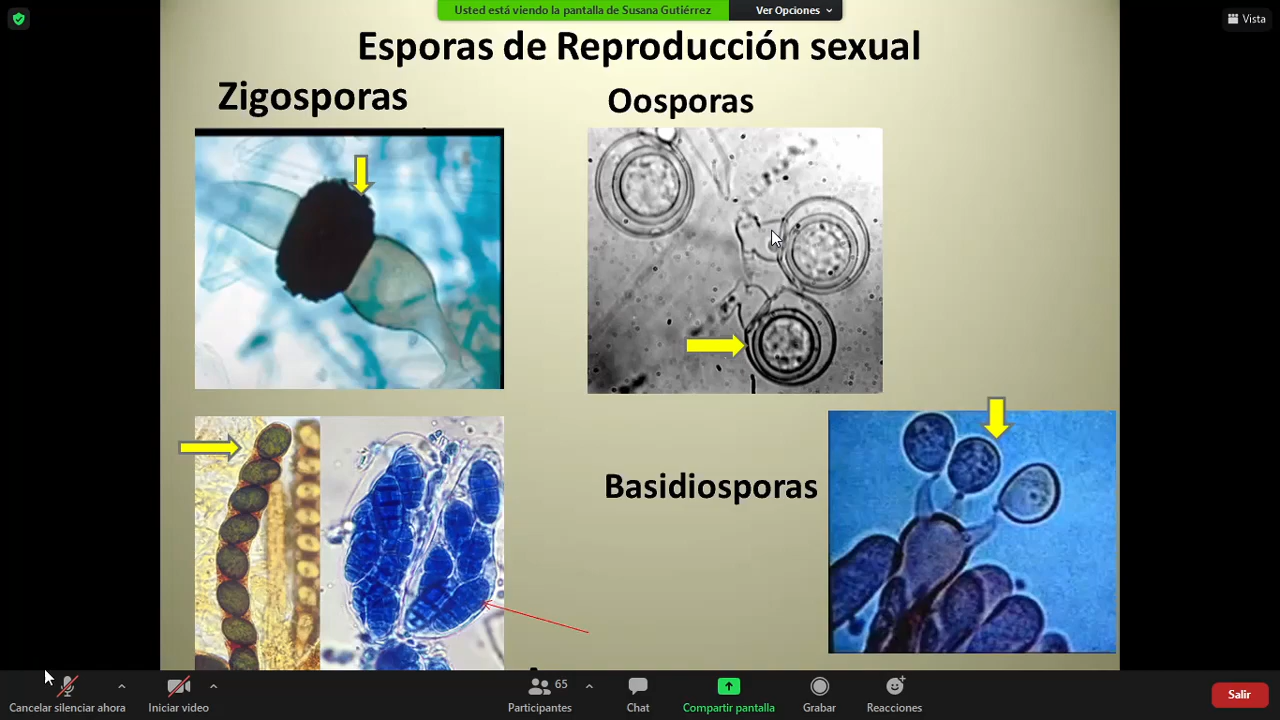 Usted está viendo la pantalla de Susana Gutiérrez
Ver Opciones
Vista
Esporas de Reproducción sexual
Zigosporas
Oosporas
Basidiosporas
Cancelar silenciar ahora
Iniciar video
65
Participantes
Chat
Compartir pantalla
Grabar
Reacciones
Salir